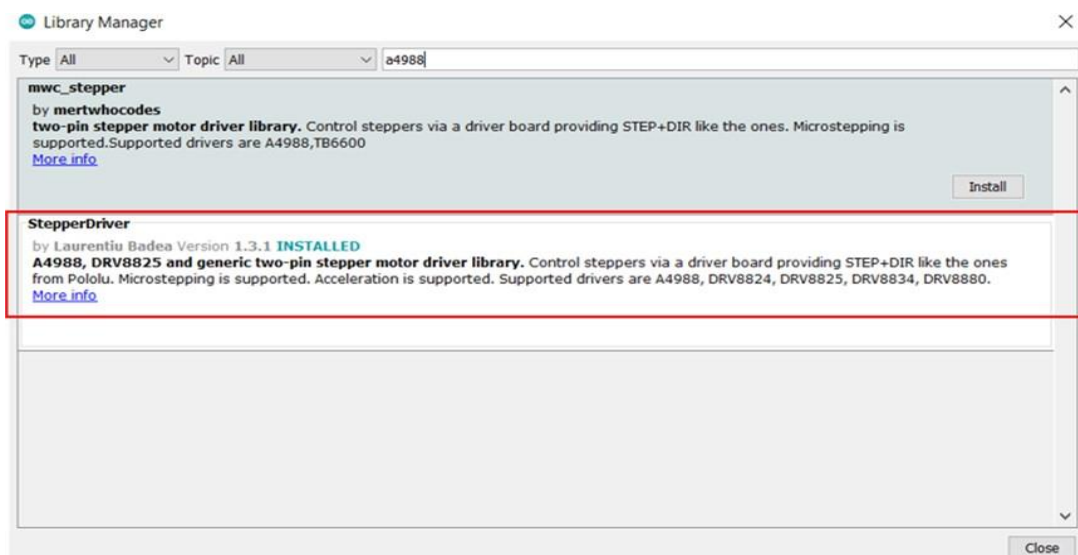 Library Manager
Type All Topic All a4988
mwc_stepper
by mertwhocodes
two-pin stepper motor driver library. Control steppers via a driver board providing STEP+DIR like the ones. Microstepping is
supported.Supported drivers are A4988,TB6600
More info
Install
StepperDriver
by Laurentiu Badea Version 1.3.1 INSTALLED
A4988, DRV8825 and generic two-pin stepper motor driver library. Control steppers via a driver board providing STEP+DIR like the ones
from Pololu. Microstepping is supported. Acceleration is supported. Supported drivers are A4988, DRV8824, DRV8825, DRV8834, DRV8880.
More info
Close